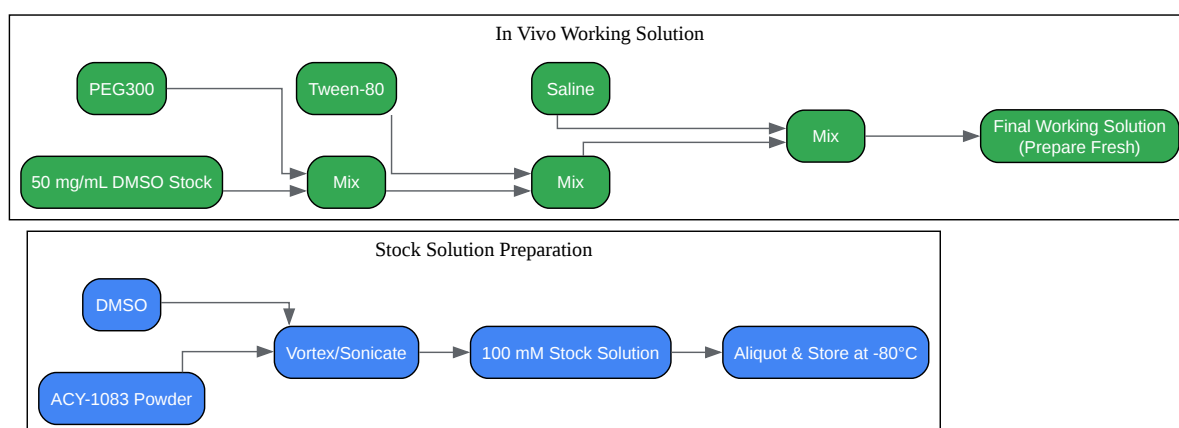 In Vivo Working Solution
PEG300
Tween-80
Saline
50 mg/mL DMSO Stock
Mix
Mix
Mix
Final Working Solution
(Prepare Fresh)
Stock Solution Preparation
DMSO
ACY-1083 Powder
Vortex/Sonicate
100 mM Stock Solution
Aliquot & Store at -80°C